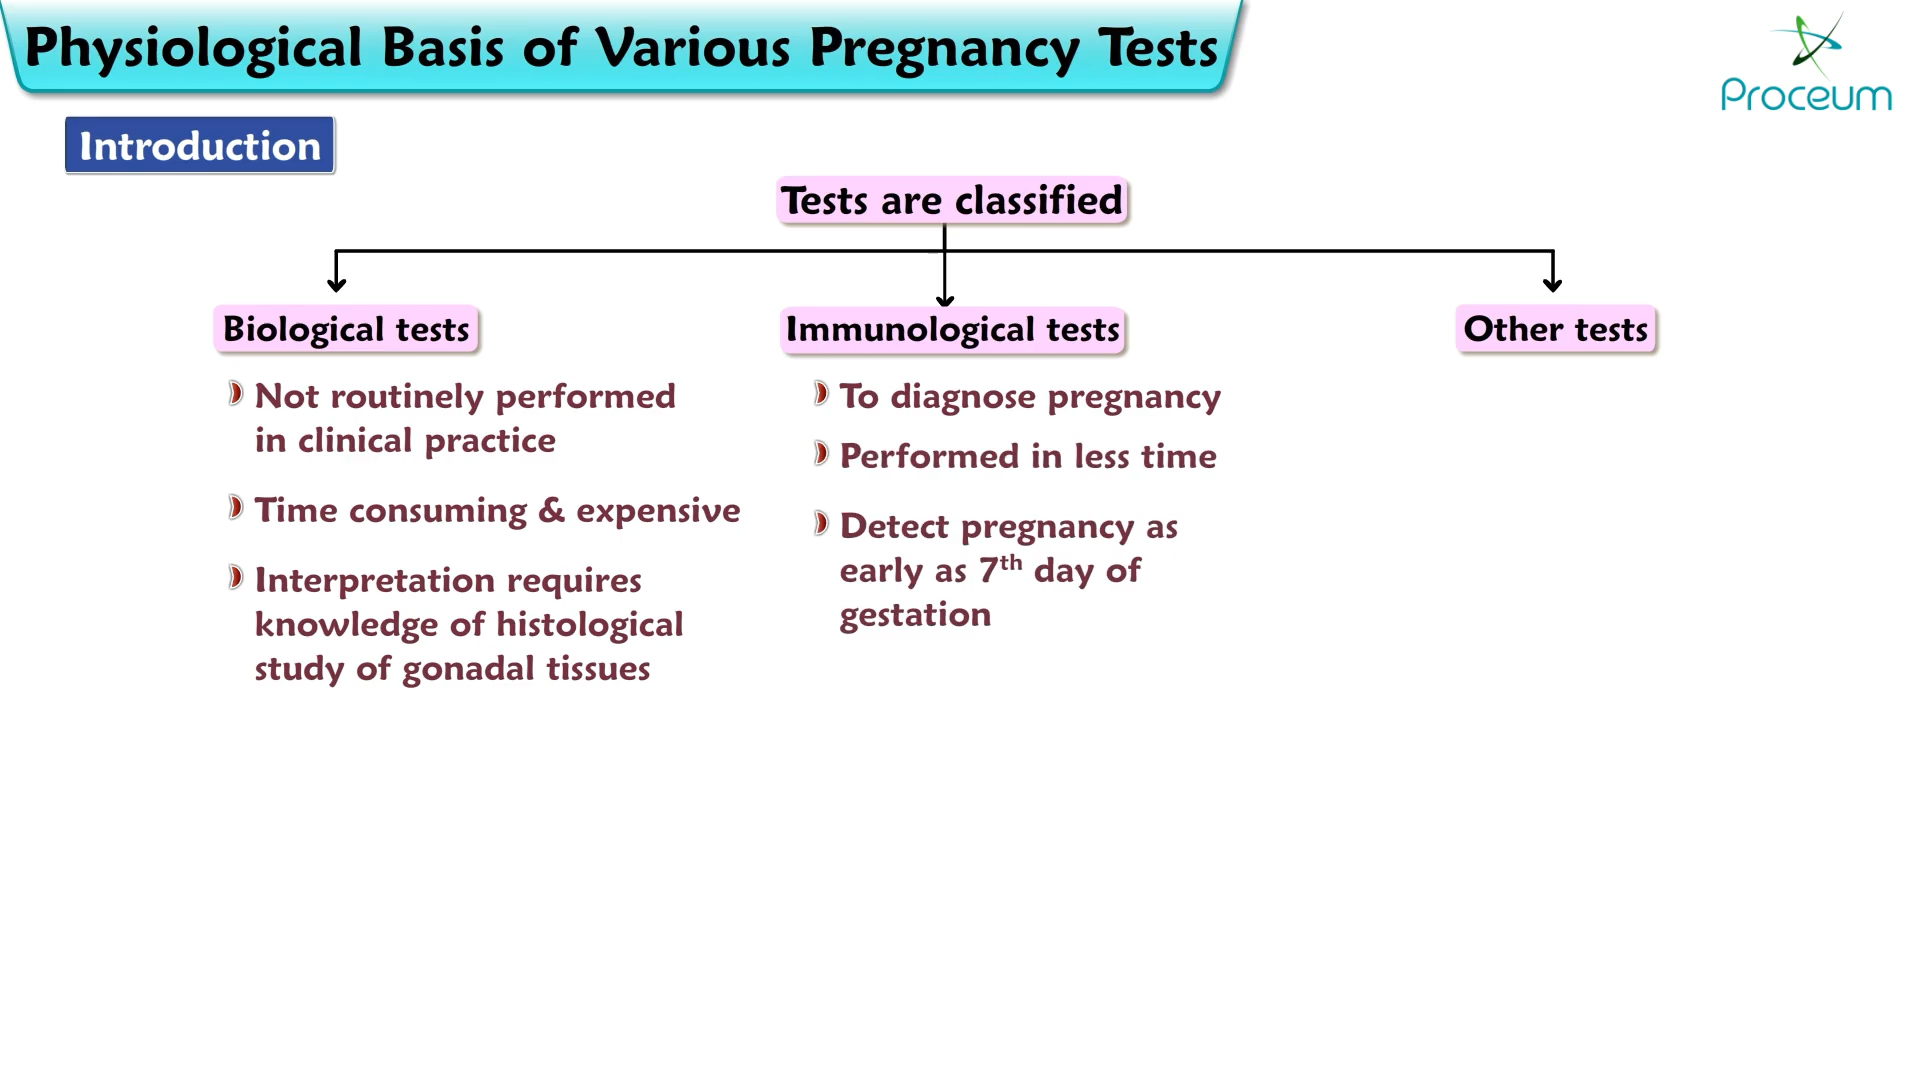 Physiological Basis of Various Pregnancy Tests
Proceum
Introduction
Tests are classified
Biological tests
Not routinely performed
in clinical practice
Time consuming & expensive
Interpretation requires
knowledge of histological
study of gonadal tissues
Immunological tests
To diagnose pregnancy
Performed in less time
Detect pregnancy as
early as 7th day of
gestation
Other tests